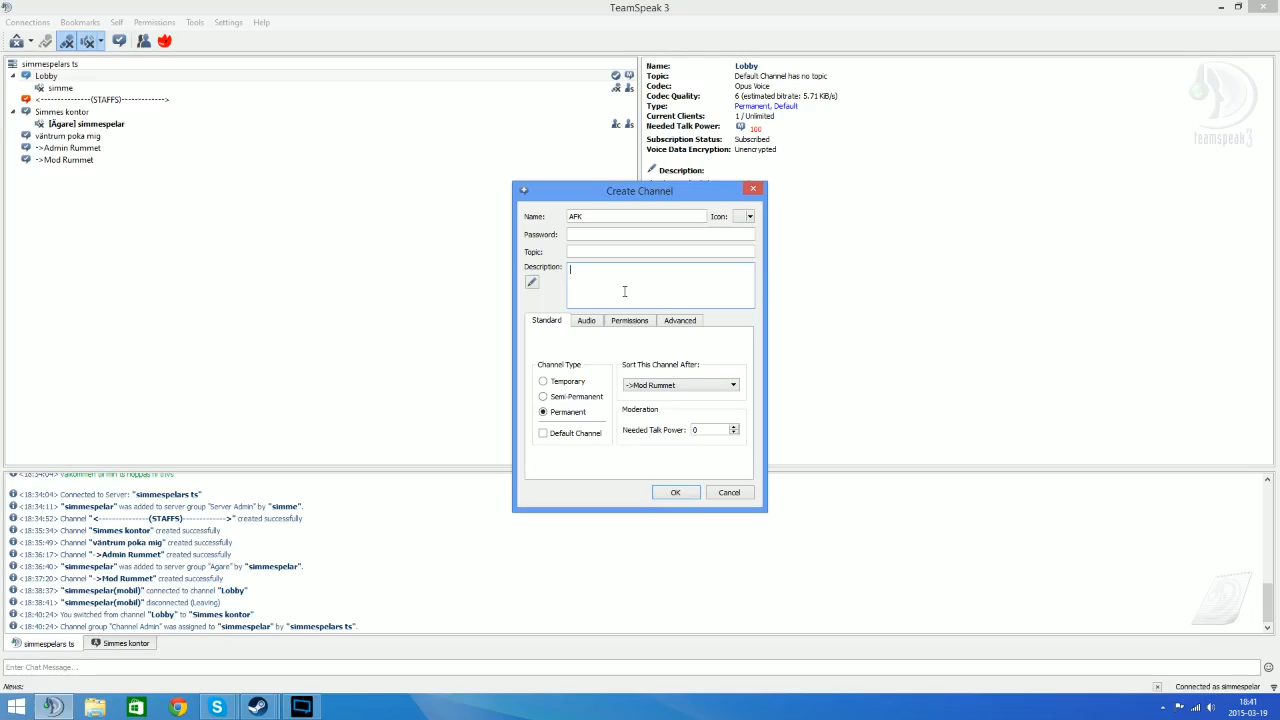 TeamSpeak 3
Connections Bookmarks Self Permissions Tools Settings Help
simmespelars ts
Lobby
simme
<---------------(STAFFS)------------->
Simmes kontor
[Ägare] simmespelar
väntrum poka mig
->Admin Rummet
->Mod Rummet
Name: Lobby
Topic: Default Channel has no topic
Codec: Opus Voice
Codec Quality: 6 (estimated bitrate: 5.71 KiB/s)
Type: Permanent, Default
Current Clients: 1 / Unlimited
Needed Talk Power: 100
Subscription Status: Subscribed
Voice Data Encryption: Unencrypted
Description:
teamspeak3
Create Channel
Name: AFK Icon:
Password:
Topic:
Description:
Standard Audio Permissions Advanced
Channel Type
Temporary
Semi-Permanent
Permanent
Default Channel
Sort This Channel After:
->Mod Rummet
Moderation
Needed Talk Power: 0
OK Cancel
<18:34:04> Connected to Server: "simmespelars ts"
<18:34:11> "simmespelar" was added to server group "Server Admin" by "simme".
<18:34:52> Channel "<---------------(STAFFS)------------->" created successfully
<18:35:34> Channel "Simmes kontor" created successfully
<18:35:49> Channel "väntrum poka mig" created successfully
<18:36:17> Channel "->Admin Rummet" created successfully
<18:36:40> "simmespelar" was added to server group "Ägare" by "simmespelar".
<18:37:20> Channel "->Mod Rummet" created successfully
<18:38:37> "simmespelar(mobil)" connected to channel "Lobby"
<18:38:41> "simmespelar(mobil)" disconnected (Leaving)
<18:40:24> You switched from channel "Lobby" to "Simmes kontor"
<18:40:24> Channel group "Channel Admin" was assigned to "simmespelar" by "simmespelars ts".
simmespelars ts Simmes kontor
Enter Chat Message...
News: Connected as simmespelar
18:41
2015-03-19